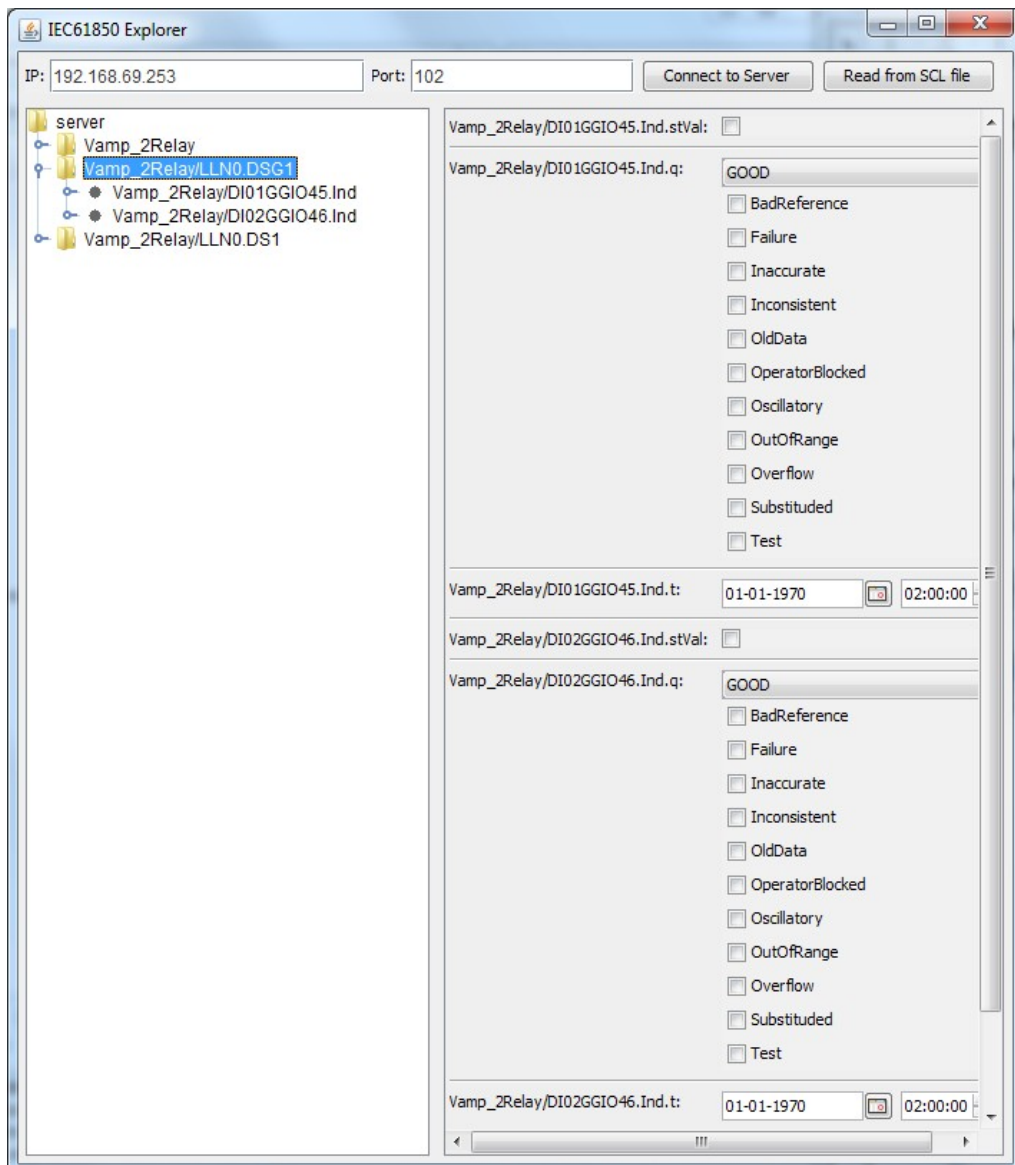 IEC61850 Explorer
IP: 192.168.69.253 Port: 102 Connect to Server Read from SCL file
server
Vamp_2Relay
Vamp_2Relay/LLN0.DSG1
Vamp_2Relay/DI01GGIO45.Ind
Vamp_2Relay/DI02GGIO46.Ind
Vamp_2Relay/LLN0.DS1
Vamp_2Relay/DI01GGIO45.Ind.stVal:
Vamp_2Relay/DI01GGIO45.Ind.q: GOOD
BadReference
Failure
Inaccurate
Inconsistent
OldData
OperatorBlocked
Oscillatory
OutOfRange
Overflow
Substituded
Test
Vamp_2Relay/DI01GGIO45.Ind.t: 01-01-1970 02:00:00
Vamp_2Relay/DI02GGIO46.Ind.stVal:
Vamp_2Relay/DI02GGIO46.Ind.q: GOOD
BadReference
Failure
Inaccurate
Inconsistent
OldData
OperatorBlocked
Oscillatory
OutOfRange
Overflow
Substituded
Test
Vamp_2Relay/DI02GGIO46.Ind.t: 01-01-1970 02:00:00